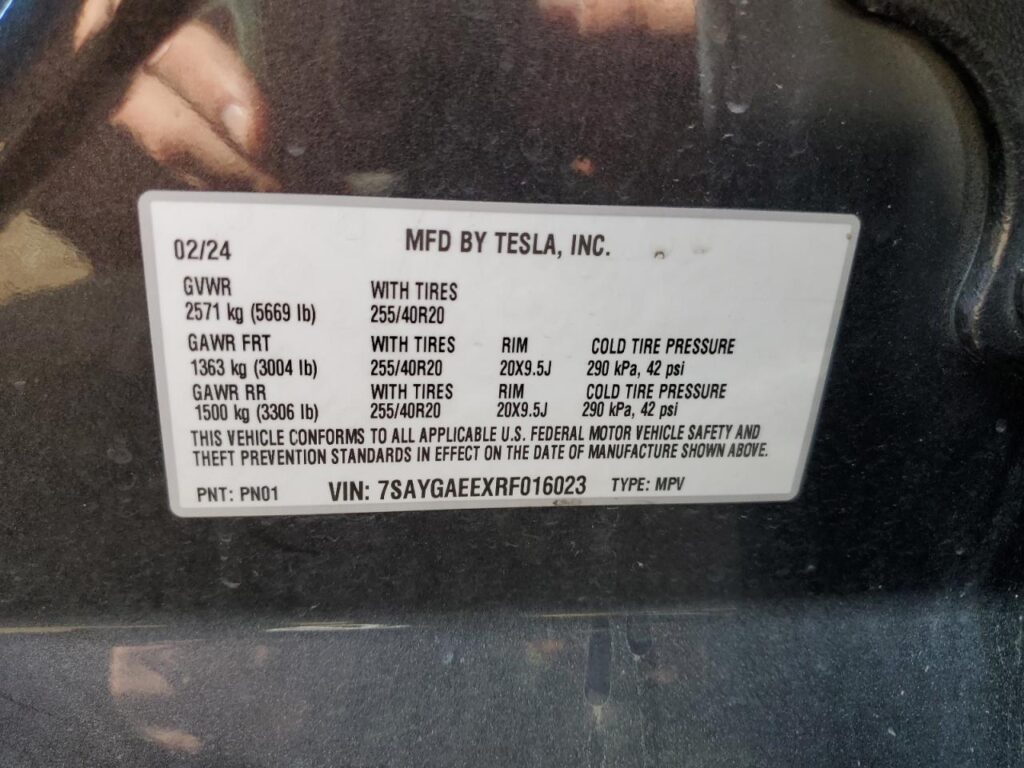 02/24 MFD BY TESLA, INC.
GVWR WITH TIRES
2571 kg (5669 lb) 255/40R20
GAWR FRT WITH TIRES RIM COLD TIRE PRESSURE
1363 kg (3004 lb) 255/40R20 20X9.5J 290 kPa, 42 psi
GAWR RR WITH TIRES RIM COLD TIRE PRESSURE
1500 kg (3306 lb) 255/40R20 20X9.5J 290 kPa, 42 psi
THIS VEHICLE CONFORMS TO ALL APPLICABLE U.S. FEDERAL MOTOR VEHICLE SAFETY AND
THEFT PREVENTION STANDARDS IN EFFECT ON THE DATE OF MANUFACTURE SHOWN ABOVE.
PNT: PN01 VIN: 7SAYGAEEXRF016023 TYPE: MPV